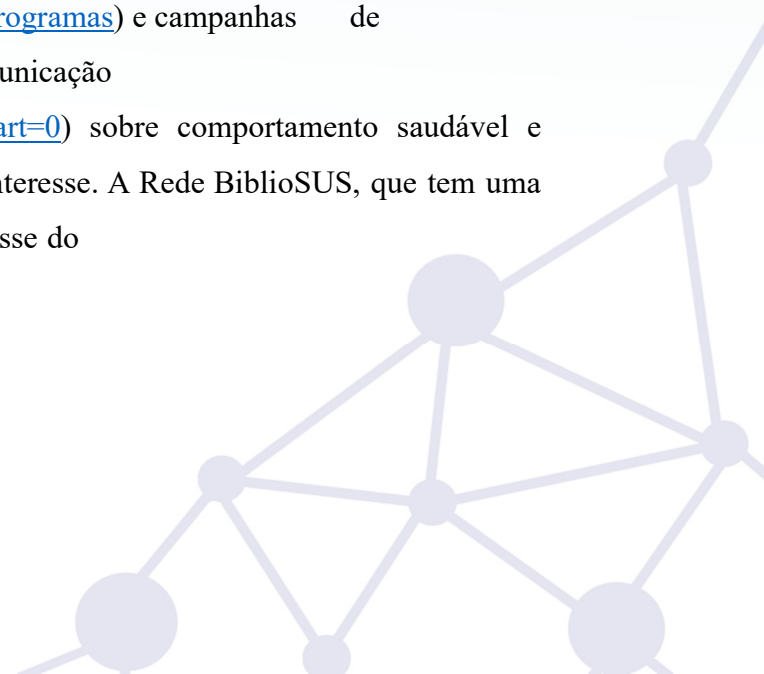 rogramas) e campanhas de
unicação
art=0) sobre comportamento saudável e
nteresse. A Rede BiblioSUS, que tem uma
sse do